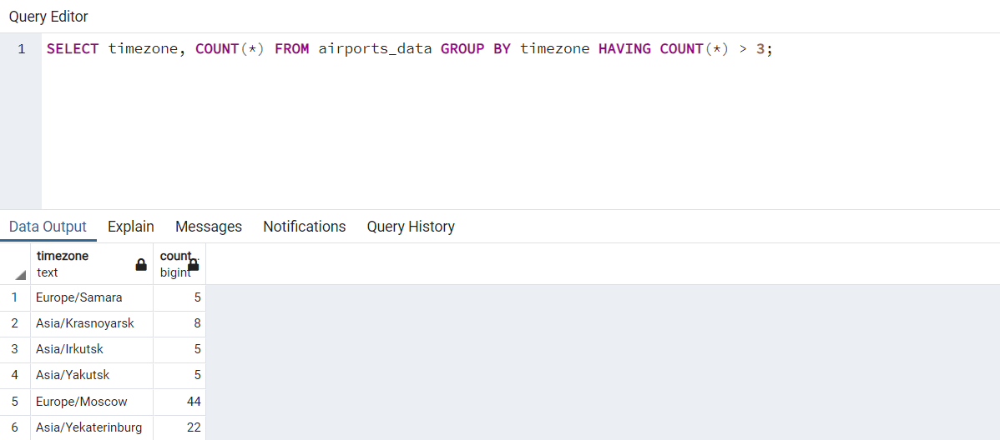 Query Editor
1 SELECT timezone, COUNT(*) FROM airports_data GROUP BY timezone HAVING COUNT(*) > 3;
Data Output Explain Messages Notifications Query History
timezone count
text bigint
1 Europe/Samara 5
2 Asia/Krasnoyarsk 8
3 Asia/Irkutsk 5
4 Asia/Yakutsk 5
5 Europe/Moscow 44
6 Asia/Yekaterinburg 22